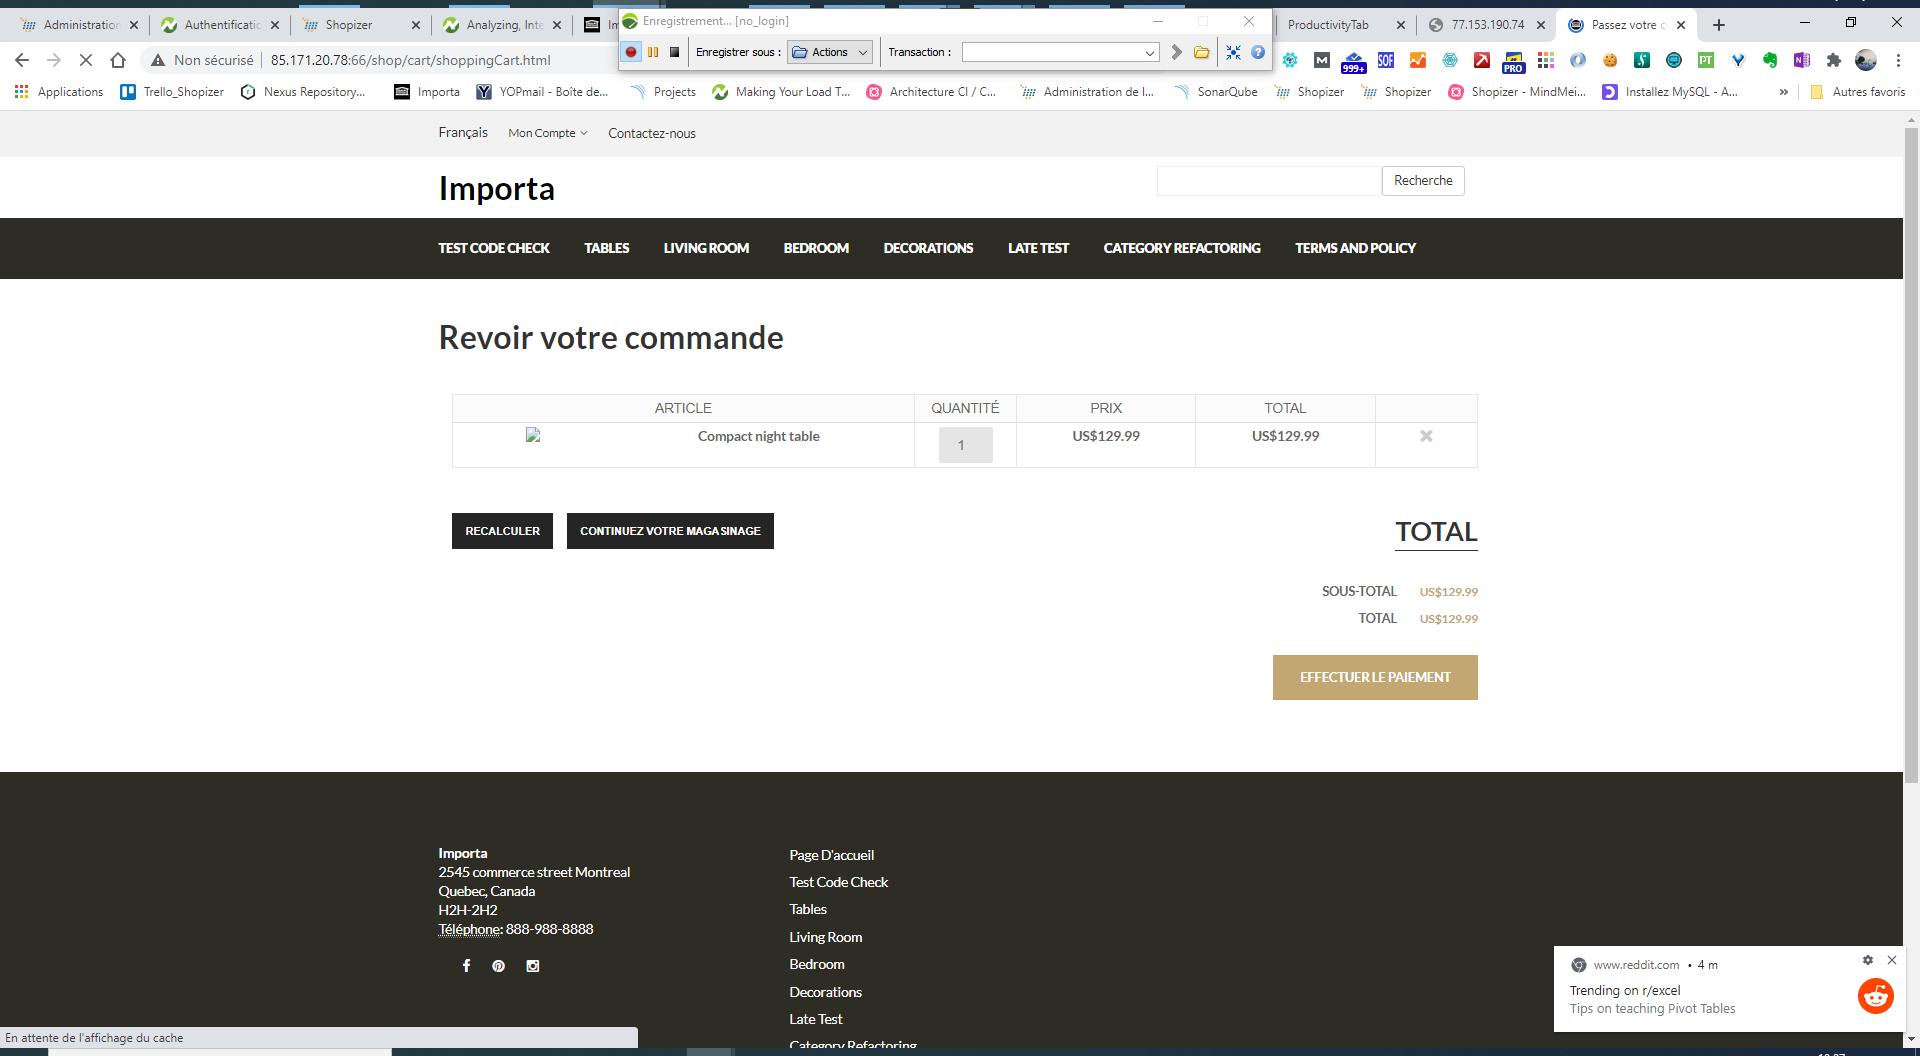 Enregistrement... [no_login]
Administration
Authentificatio
Shopizer
Analyzing, Inte
ProductivityTab
77.153.190.74
Passez votre c
Enregistrer sous :
Actions
Transaction :
Non sécurisé
85.171.20.78:66/shop/cart/shoppingCart.html
999+
SOF
PRO
PT
Applications
Trello_Shopizer
Nexus Repository...
Importa
YOPmail - Boîte de...
Projects
Making Your Load T...
Architecture CI / C...
Administration de l...
SonarQube
Shopizer
Shopizer
Shopizer - MindMei...
Installez MySQL - A...
»
Autres favoris
Français
Mon Compte
Contactez-nous
Importa
Recherche
TEST CODE CHECK
TABLES
LIVING ROOM
BEDROOM
DECORATIONS
LATE TEST
CATEGORY REFACTORING
TERMS AND POLICY
Revoir votre commande
ARTICLE
QUANTITÉ
PRIX
TOTAL
Compact night table
1
US$129.99
US$129.99
RECALCULER
CONTINUEZ VOTRE MAGASINAGE
TOTAL
SOUS-TOTAL
US$129.99
TOTAL
US$129.99
EFFECTUER LE PAIEMENT
Importa
2545 commerce street Montreal
Quebec, Canada
H2H-2H2
Téléphone: 888-988-8888
Page D'accueil
Test Code Check
Tables
Living Room
Bedroom
Decorations
Late Test
Category Refactoring
www.reddit.com • 4 m
Trending on r/excel
Tips on teaching Pivot Tables
En attente de l'affichage du cache